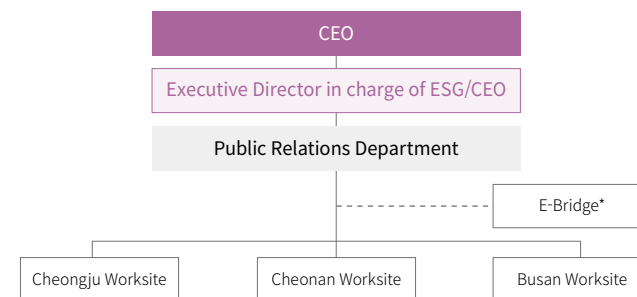 CEO
Executive Director in charge of ESG/CEO
Public Relations Department
E-Bridge*
Cheongju Worksite
Cheonan Worksite
Busan Worksite